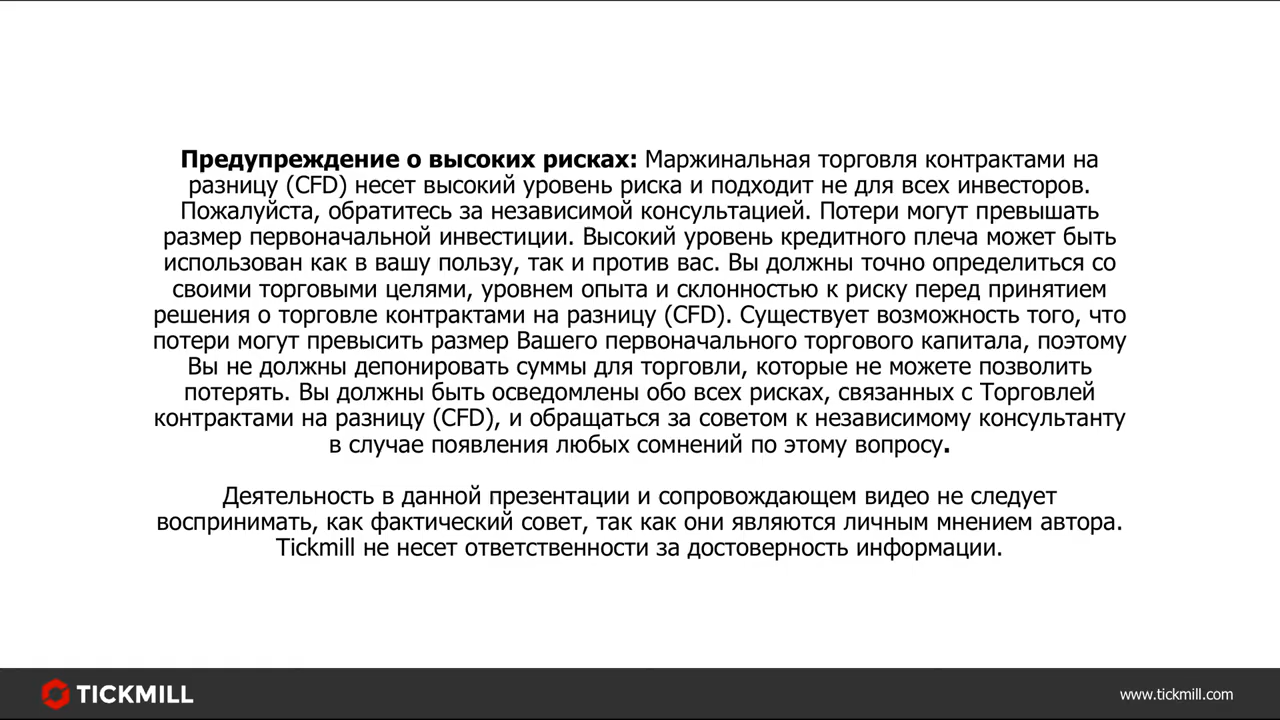 Предупреждение о высоких рисках: Маржинальная торговля контрактами на
разницу (CFD) несет высокий уровень риска и подходит не для всех инвесторов.
Пожалуйста, обратитесь за независимой консультацией. Потери могут превышать
размер первоначальной инвестиции. Высокий уровень кредитного плеча может быть
использован как в вашу пользу, так и против вас. Вы должны точно определиться со
своими торговыми целями, уровнем опыта и склонностью к риску перед принятием
решения о торговле контрактами на разницу (CFD). Существует возможность того, что
потери могут превысить размер Вашего первоначального торгового капитала, поэтому
Вы не должны депонировать суммы для торговли, которые не можете позволить
потерять. Вы должны быть осведомлены обо всех рисках, связанных с Торговлей
контрактами на разницу (CFD), и обращаться за советом к независимому консультанту
в случае появления любых сомнений по этому вопросу.
Деятельность в данной презентации и сопровождающем видео не следует
воспринимать, как фактический совет, так как они являются личным мнением автора.
Tickmill не несет ответственности за достоверность информации.
TICKMILL
www.tickmill.com